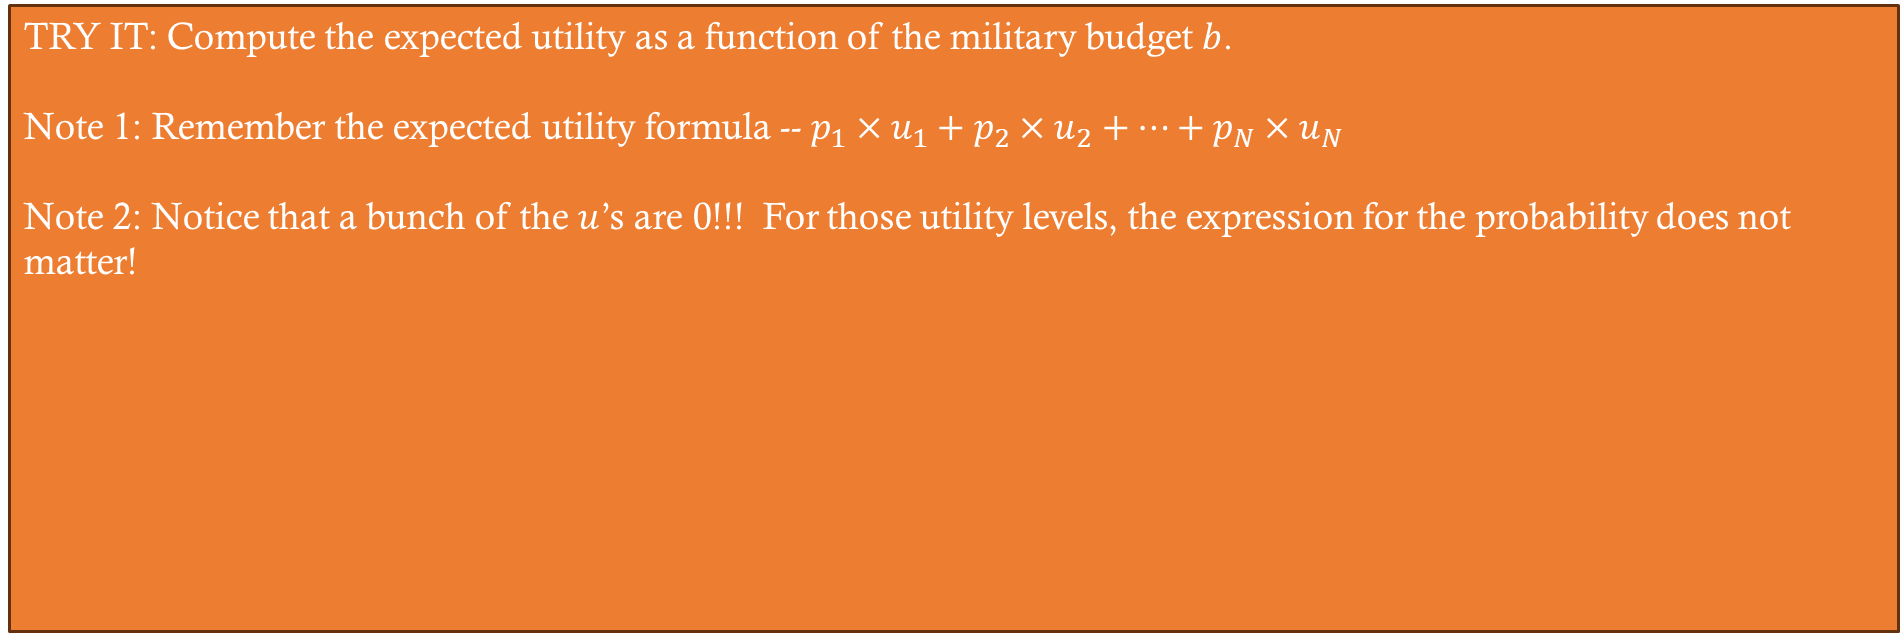 TRY IT: Compute the expected utility as a function of the military budget b.
Note 1: Remember the expected utility formula -- p₁ × u₁ + p₂ × u₂ + ⋯ + p_N × u_N
Note 2: Notice that a bunch of the u’s are 0!!!  For those utility levels, the expression for the probability does not
matter!